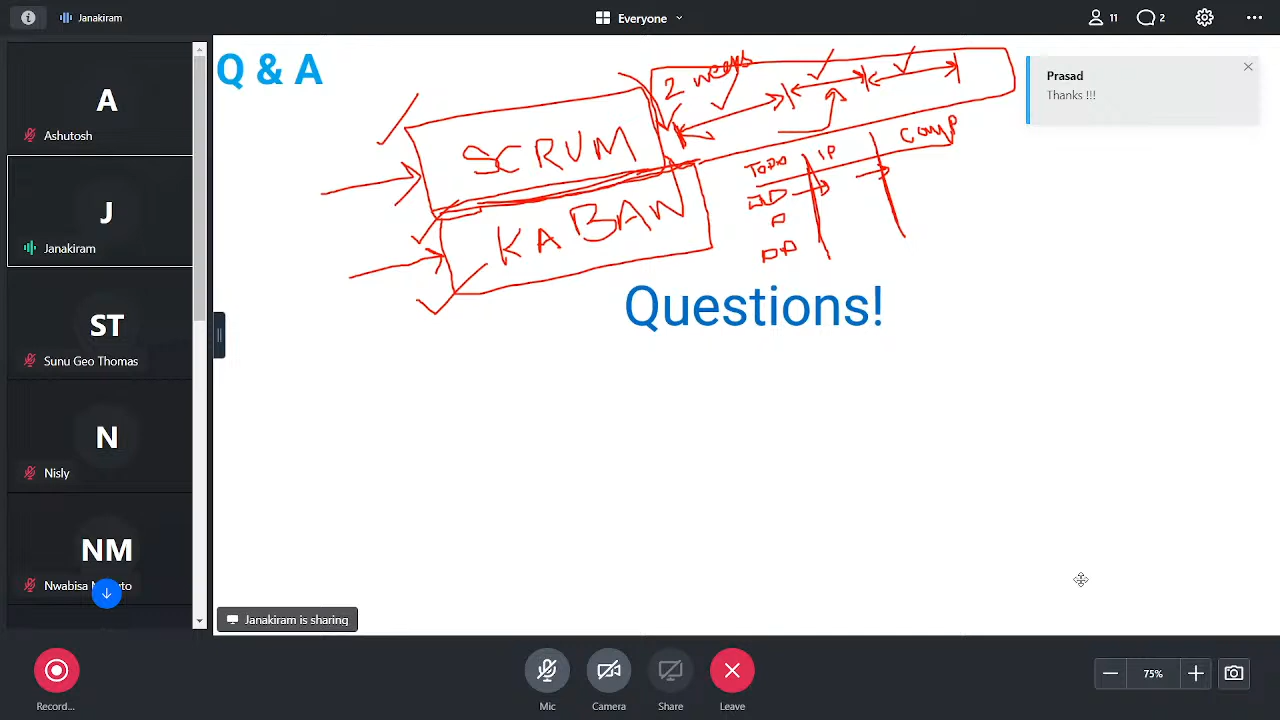 Janakiram
Everyone
11
2
A
Ashutosh
J
Janakiram
ST
Sunu Geo Thomas
N
Nisly
NM
Nwabisa
Q & A
2 weeks
SCRUM
KABAN
TODO
IP
COMP
Questions!
Prasad
Thanks !!!
Janakiram is sharing
Record...
Mic
Camera
Share
Leave
75%